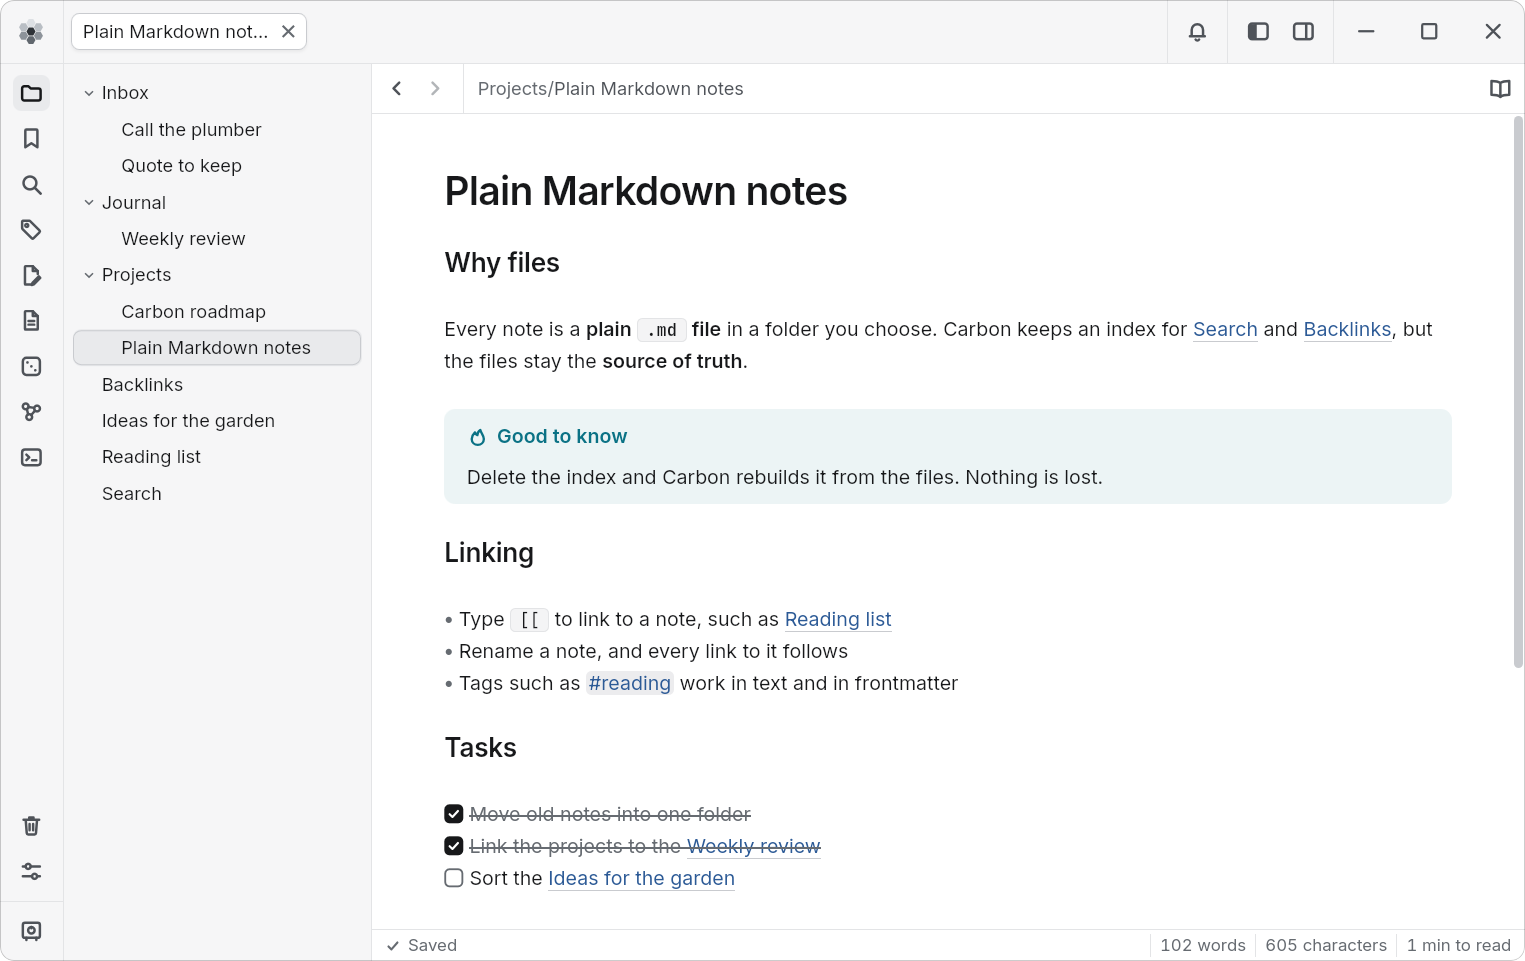 Plain Markdown not...
Inbox
Call the plumber
Quote to keep
Journal
Weekly review
Projects
Carbon roadmap
Plain Markdown notes
Backlinks
Ideas for the garden
Reading list
Search
Projects/Plain Markdown notes
Plain Markdown notes
Why files
Every note is a plain .md file in a folder you choose. Carbon keeps an index for Search and Backlinks, but
the files stay the source of truth.
Good to know
Delete the index and Carbon rebuilds it from the files. Nothing is lost.
Linking
• Type [[ to link to a note, such as Reading list
• Rename a note, and every link to it follows
• Tags such as #reading work in text and in frontmatter
Tasks
Move old notes into one folder
Link the projects to the Weekly review
Sort the Ideas for the garden
Saved
102 words
605 characters
1 min to read